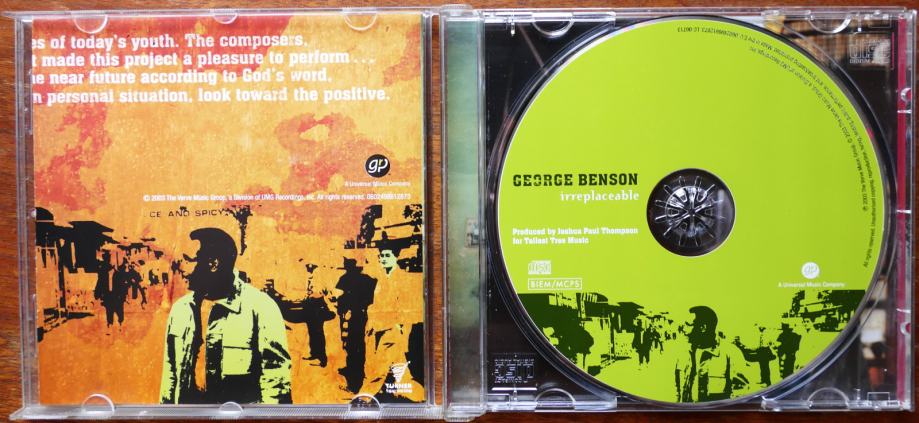 es of today's youth. The composers,
t made this project a pleasure to perform...
e near future according to God's word,
n personal situation, look toward the positive.
A Universal Music Company
© 2003 The Verve Music Group, a Division of UMG Recordings, Inc. All rights reserved.
CE AND SPICY
TURNER
GEORGE BENSON
irreplaceable
Produced by Joshua Paul Thompson
for Tallest Tree Music
BIEM/MCPS
A Universal Music Company